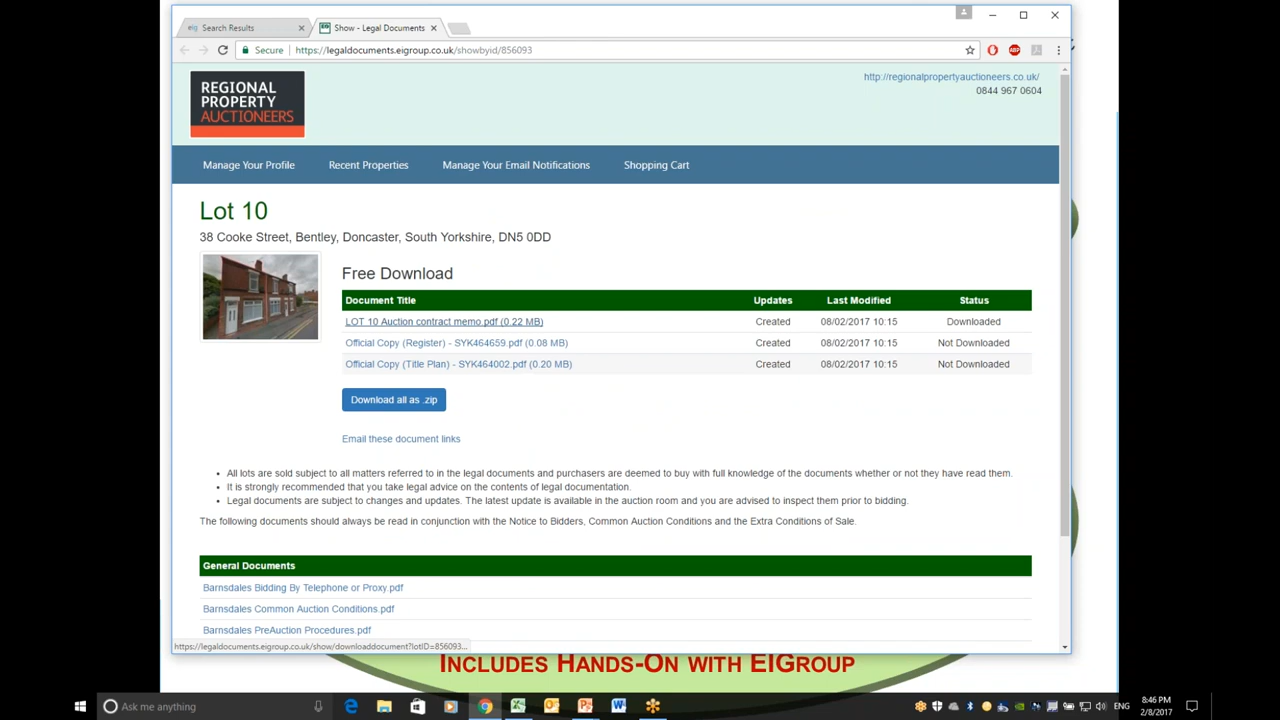 Search Results
Show - Legal Documents
Secure
https://legaldocuments.eigroup.co.uk/showbyid/856093
REGIONAL
PROPERTY
AUCTIONEERS
http://regionalpropertyauctioneers.co.uk/
0844 967 0604
Manage Your Profile Recent Properties Manage Your Email Notifications Shopping Cart
Lot 10
38 Cooke Street, Bentley, Doncaster, South Yorkshire, DN5 0DD
Free Download
Document Title Updates Last Modified Status
LOT 10 Auction contract memo.pdf (0.22 MB) Created 08/02/2017 10:15 Downloaded
Official Copy (Register) - SYK464659.pdf (0.08 MB) Created 08/02/2017 10:15 Not Downloaded
Official Copy (Title Plan) - SYK464002.pdf (0.20 MB) Created 08/02/2017 10:15 Not Downloaded
Download all as .zip
Email these document links
All lots are sold subject to all matters referred to in the legal documents and purchasers are deemed to buy with full knowledge of the documents whether or not they have read them.
It is strongly recommended that you take legal advice on the contents of legal documentation.
Legal documents are subject to changes and updates. The latest update is available in the auction room and you are advised to inspect them prior to bidding.
The following documents should always be read in conjunction with the Notice to Bidders, Common Auction Conditions and the Extra Conditions of Sale.
General Documents
Barnsdales Bidding By Telephone or Proxy.pdf
Barnsdales Common Auction Conditions.pdf
Barnsdales PreAuction Procedures.pdf
https://legaldocuments.eigroup.co.uk/show/downloaddocument?lotID=856093...
INCLUDES HANDS-ON WITH EIGROUP
Ask me anything
ENG
8:46 PM
2/8/2017